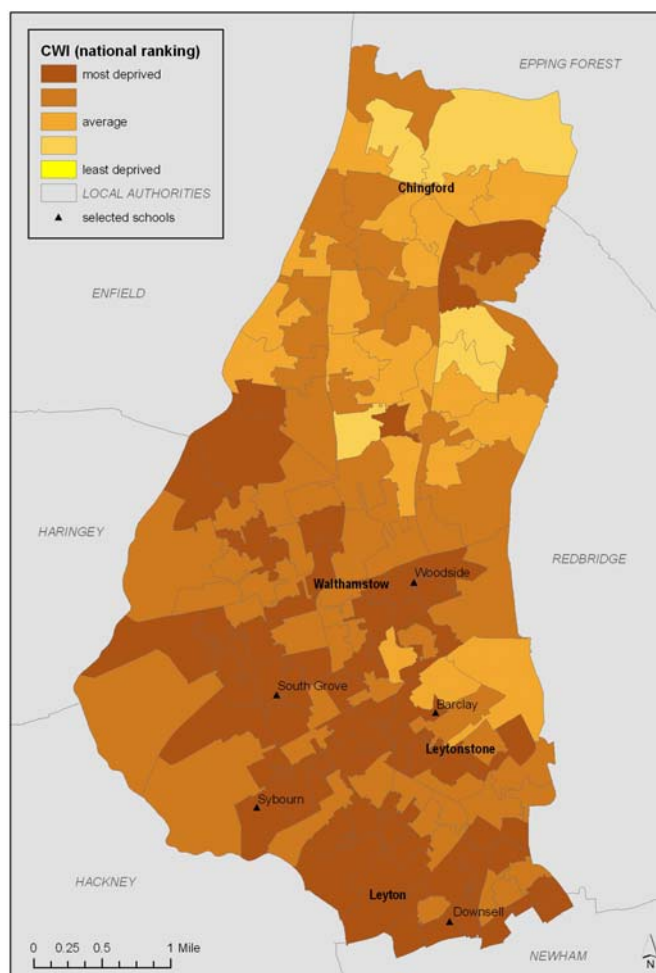 CWI (national ranking)
most deprived
average
least deprived
LOCAL AUTHORITIES
selected schools
EPPING FOREST
Chingford
ENFIELD
HARINGEY
REDBRIDGE
Woodside
Walthamstow
South Grove
Barclay
Leytonstone
Sybourn
HACKNEY
Leyton
Downsell
NEWHAM
0 0.25 0.5 1 Mile
N